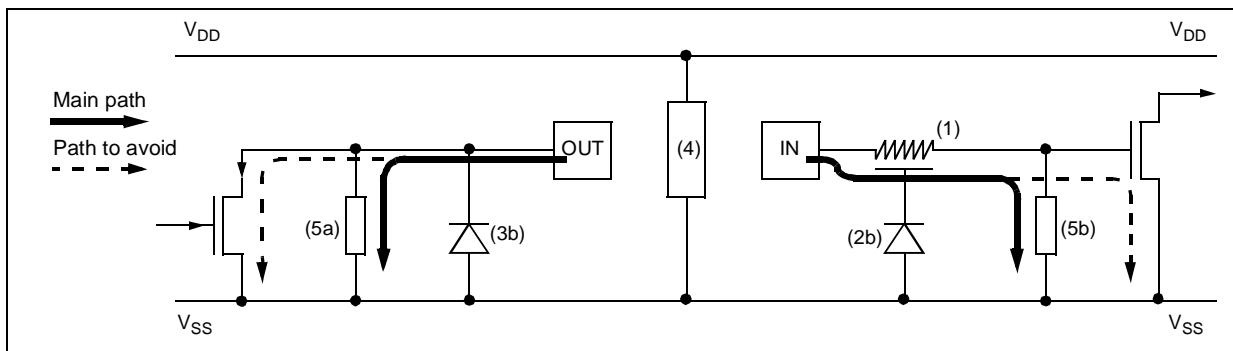 VDD
VDD
Main path
Path to avoid
OUT
(4)
IN
(1)
(5a)
(3b)
(2b)
(5b)
VSS
VSS